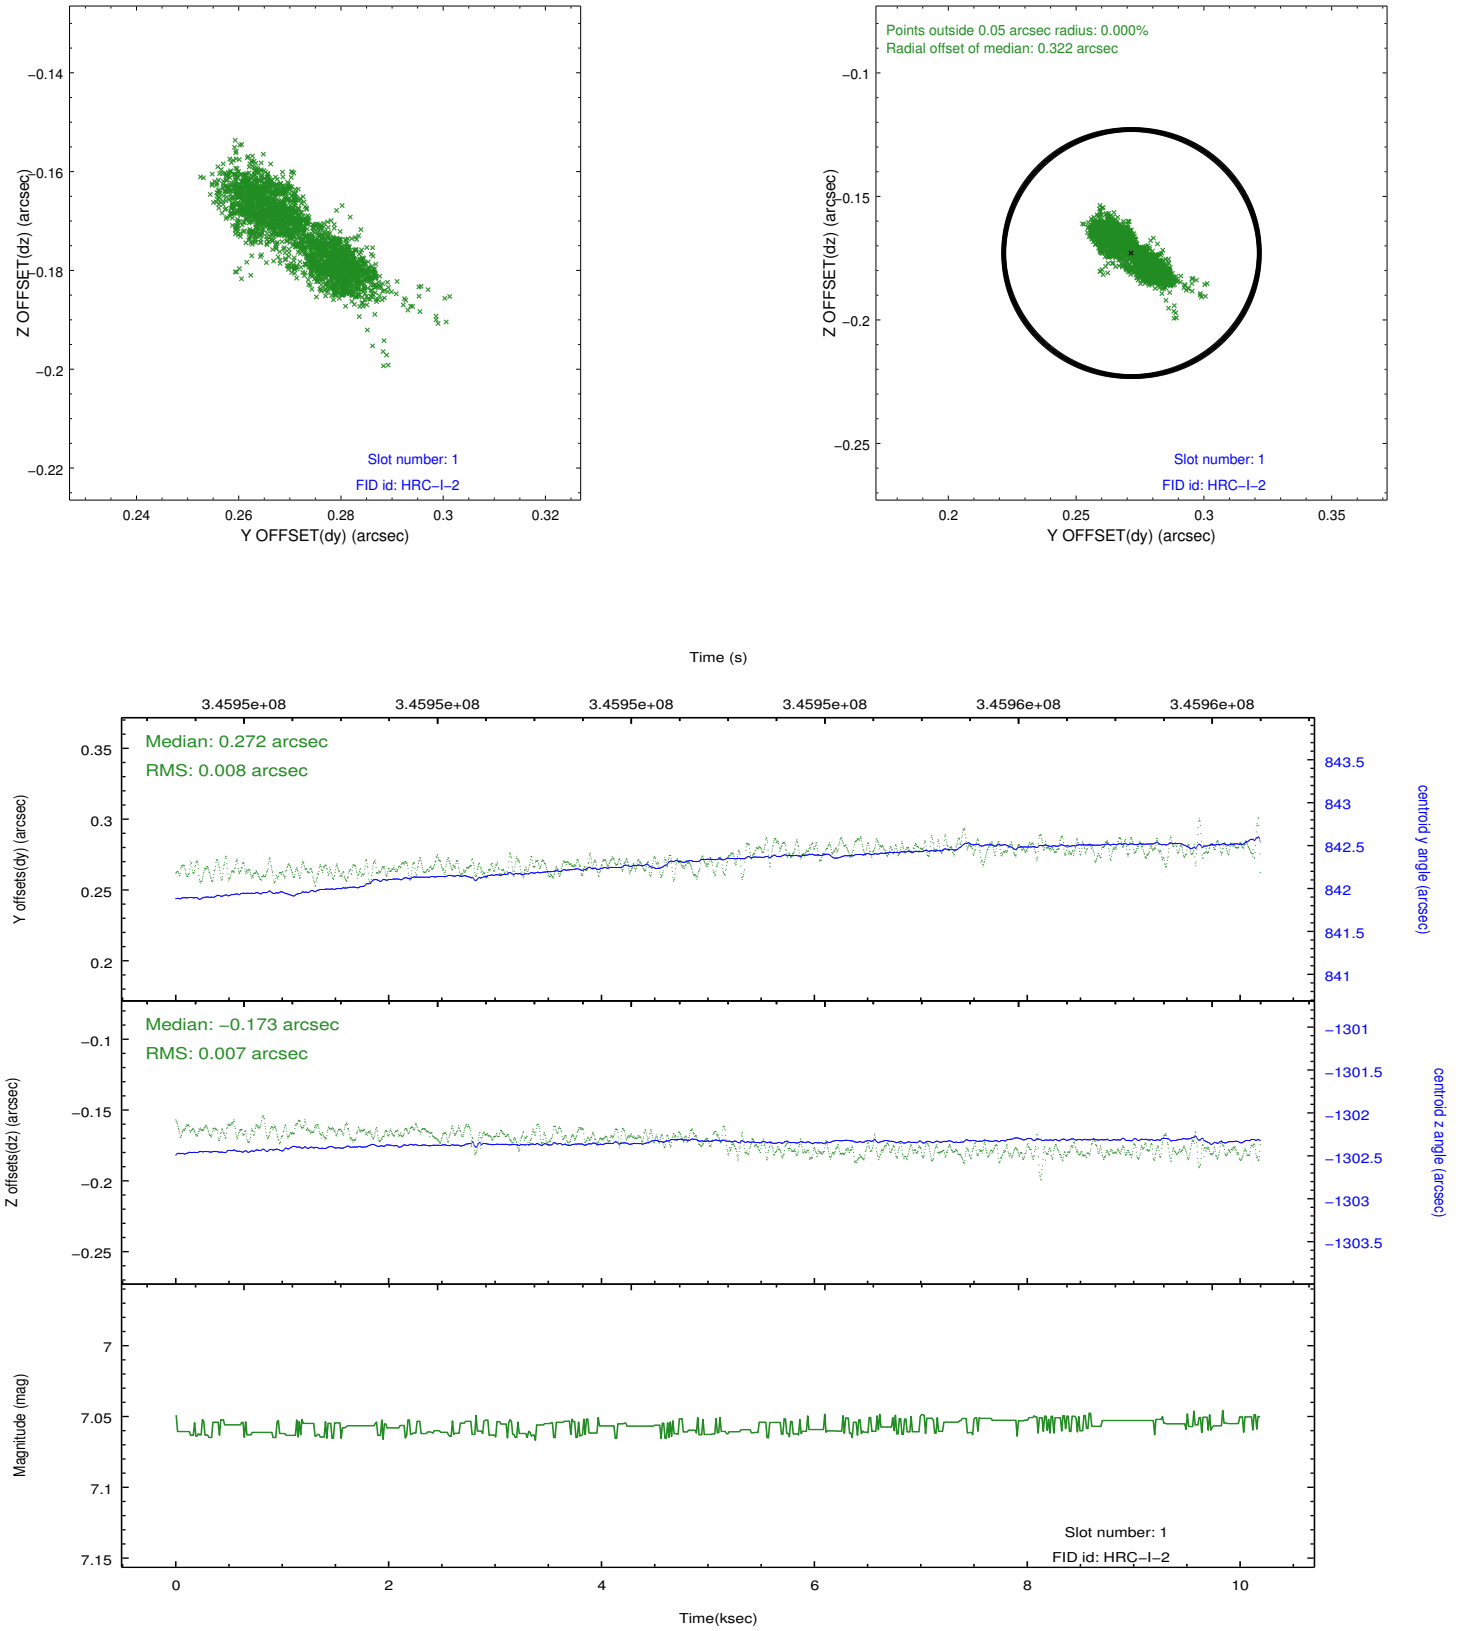 −0.14
−0.16
−0.18
−0.2
−0.22
Z OFFSET(dz) (arcsec)
Slot number: 1
FID id: HRC−I−2
0.24 0.26 0.28 0.3 0.32
Y OFFSET(dy) (arcsec)
Points outside 0.05 arcsec radius: 0.000%
Radial offset of median: 0.322 arcsec
−0.1
−0.15
−0.2
−0.25
Z OFFSET(dz) (arcsec)
Slot number: 1
FID id: HRC−I−2
0.2 0.25 0.3 0.35
Y OFFSET(dy) (arcsec)
Time (s)
3.4595e+08 3.4595e+08 3.4595e+08 3.4595e+08 3.4596e+08 3.4596e+08
Median: 0.272 arcsec
RMS: 0.008 arcsec
0.35
0.3
0.25
0.2
Y offsets(dy) (arcsec)
843.5
843
842.5
842
841.5
841
centroid y angle (arcsec)
Median: −0.173 arcsec
RMS: 0.007 arcsec
−0.1
−0.15
−0.2
−0.25
Z offsets(dz) (arcsec)
−1301
−1301.5
−1302
−1302.5
−1303
−1303.5
centroid z angle (arcsec)
7
7.05
7.1
7.15
Magnitude (mag)
Slot number: 1
FID id: HRC−I−2
0 2 4 6 8 10
Time(ksec)